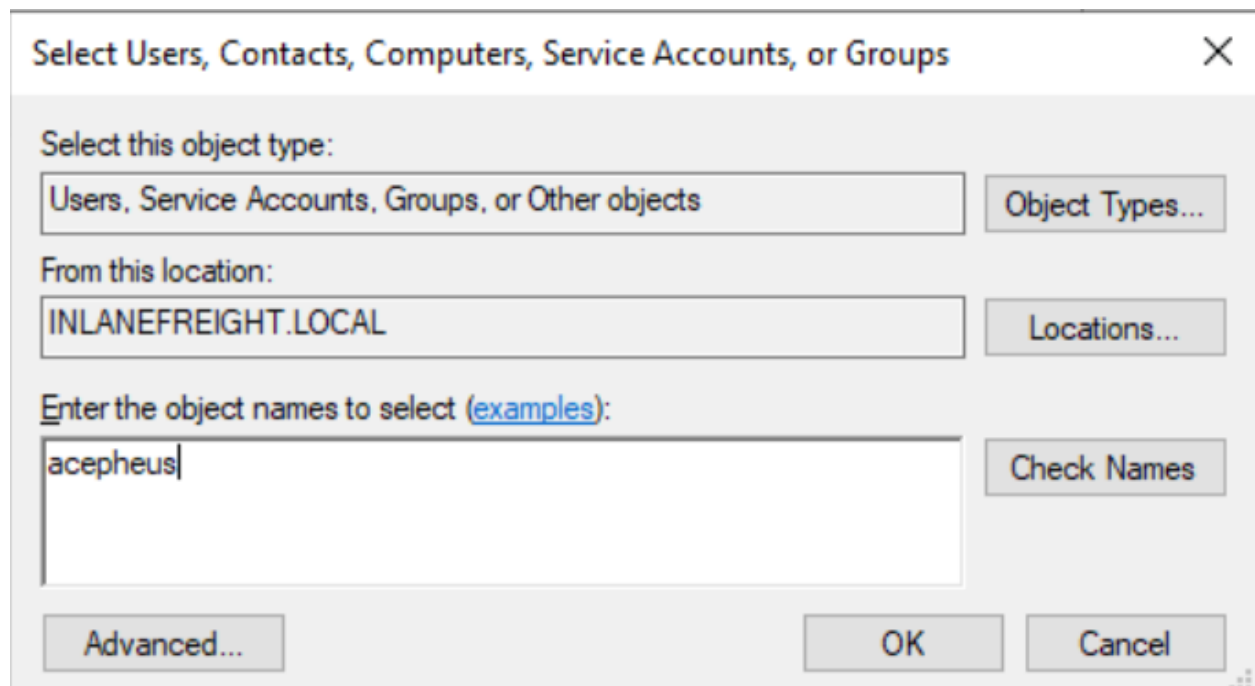 Select Users, Contacts, Computers, Service Accounts, or Groups
Select this object type:
Users, Service Accounts, Groups, or Other objects
Object Types...
From this location:
INLANEFREIGHT.LOCAL
Locations...
Enter the object names to select (examples):
acepheus
Check Names
Advanced...
OK
Cancel